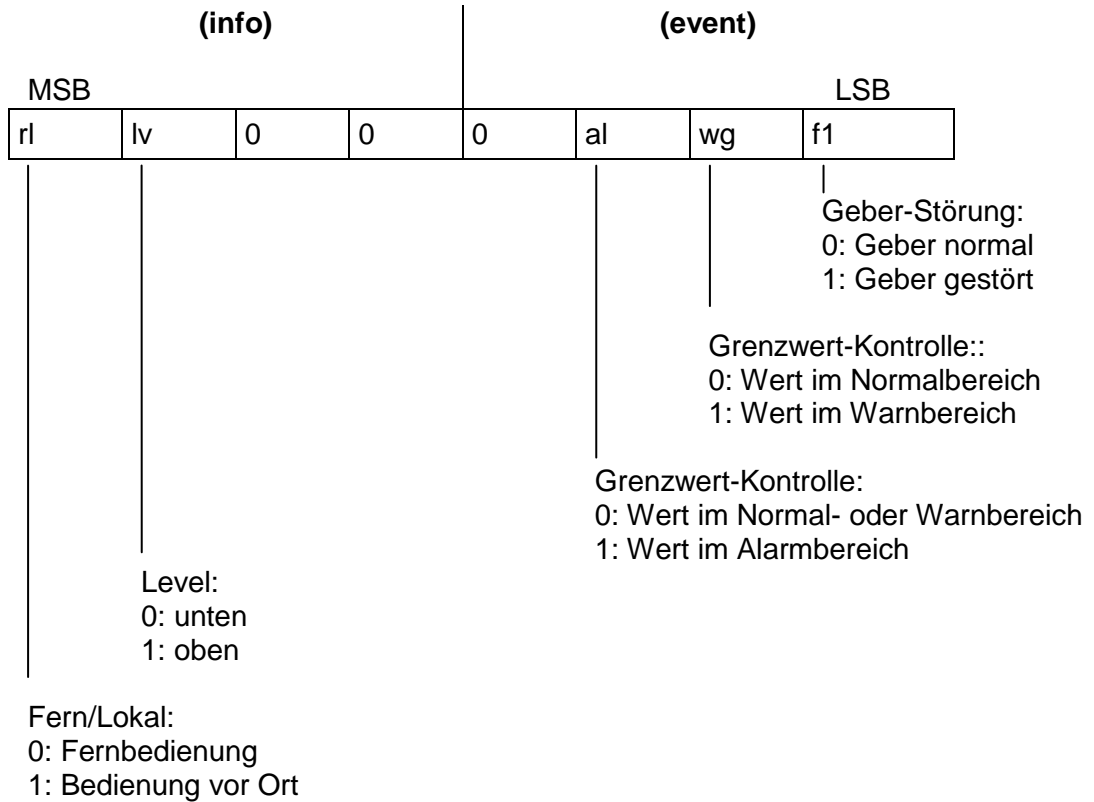 (info) (event)
MSB LSB
rl lv 0 0 0 al wg f1
Geber-Störung:
0: Geber normal
1: Geber gestört
Grenzwert-Kontrolle::
0: Wert im Normalbereich
1: Wert im Warnbereich
Grenzwert-Kontrolle:
0: Wert im Normal- oder Warnbereich
1: Wert im Alarmbereich
Level:
0: unten
1: oben
Fern/Lokal:
0: Fernbedienung
1: Bedienung vor Ort